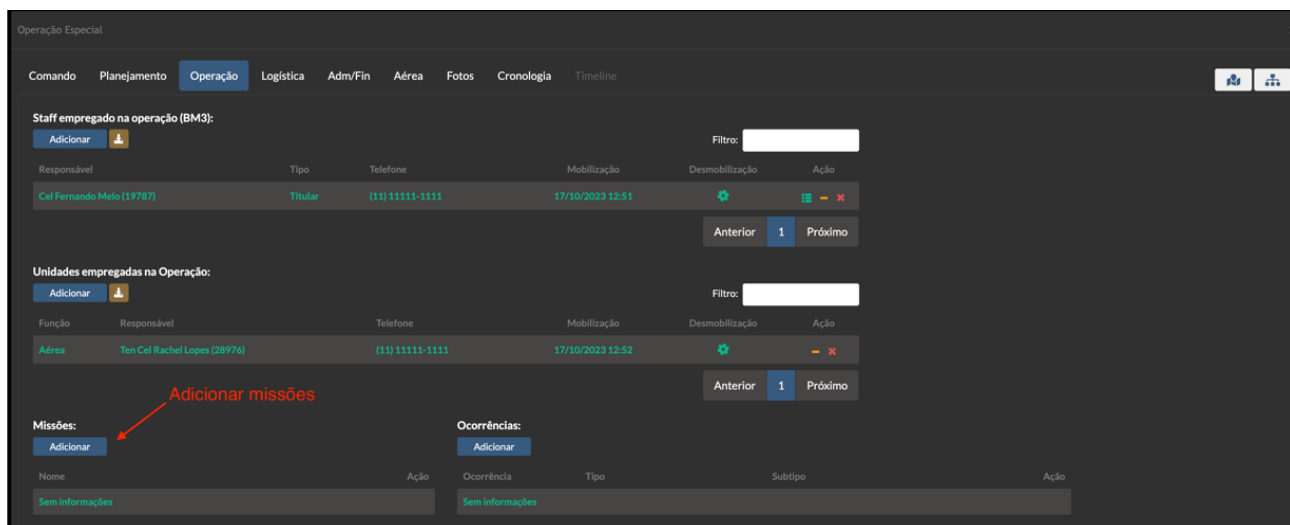 Operação Especial
Comando Planejamento Operação Logística Adm/Fin Aérea Fotos Cronologia Timeline
Staff empregado na operação (BM3):
Adicionar Filtro:
Responsável Tipo Telefone Mobilização Desmobilização Ação
Cel Fernando Melo (19787) Titular (11) 11111-1111 17/10/2023 12:51
Anterior 1 Próximo
Unidades empregadas na Operação:
Adicionar Filtro:
Função Responsável Telefone Mobilização Desmobilização Ação
Aérea Ten Cel Rachel Lopes (28976) (11) 11111-1111 17/10/2023 12:52
Anterior 1 Próximo
Adicionar missões
Missões: Ocorrências:
Adicionar Adicionar
Nome Ação Ocorrência Tipo Subtipo Ação
Sem informações Sem informações